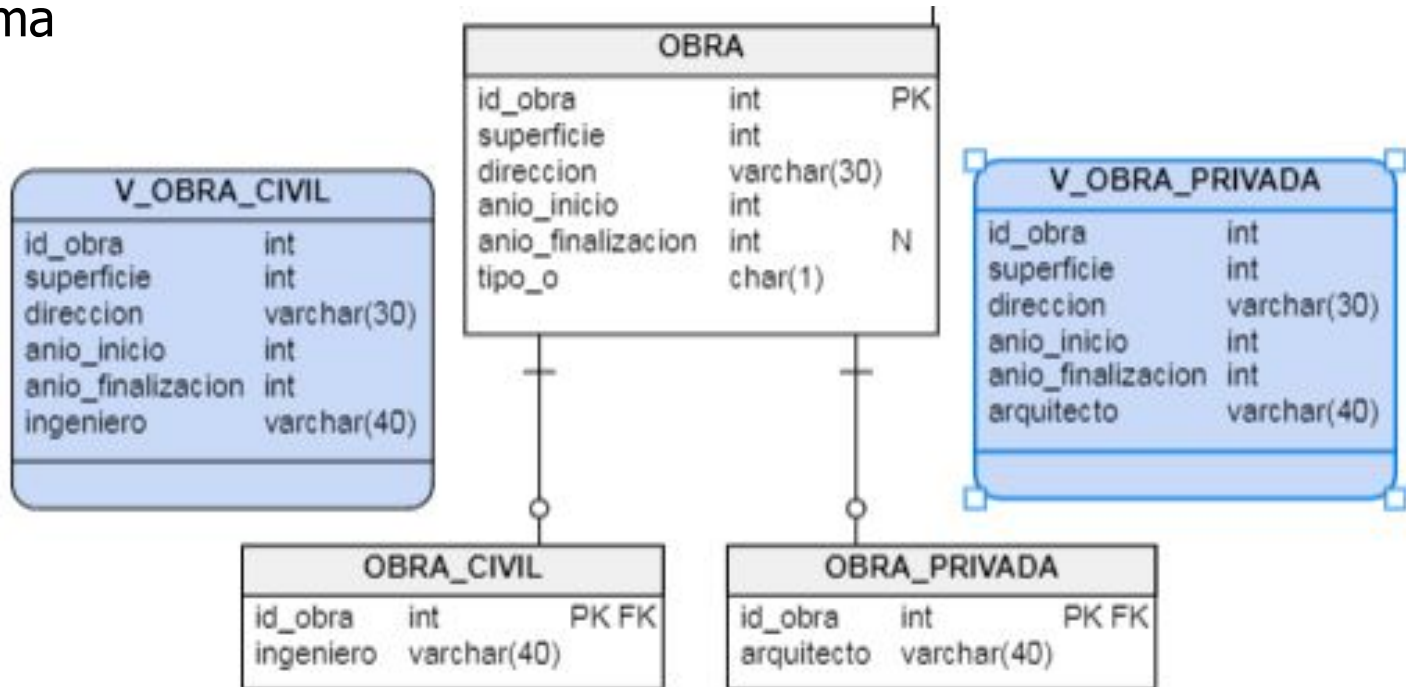 ma
OBRA
id_obra int PK
superficie int
direccion varchar(30)
anio_inicio int
anio_finalizacion int N
tipo_o char(1)
V_OBRA_CIVIL
id_obra int
superficie int
direccion varchar(30)
anio_inicio int
anio_finalizacion int
ingeniero varchar(40)
V_OBRA_PRIVADA
id_obra int
superficie int
direccion varchar(30)
anio_inicio int
anio_finalizacion int
arquitecto varchar(40)
OBRA_CIVIL
id_obra int PK FK
ingeniero varchar(40)
OBRA_PRIVADA
id_obra int PK FK
arquitecto varchar(40)